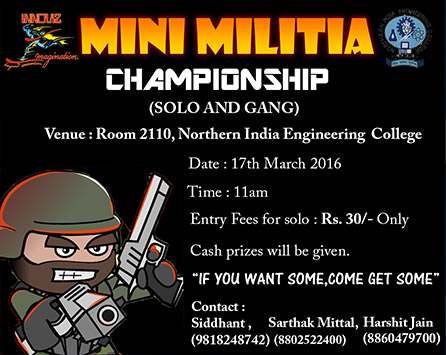 INNOVIZ
Imagination
MINI MILITIA
CHAMPIONSHIP
(SOLO AND GANG)
Venue : Room 2110, Northern India Engineering College
Date : 17th March 2016
Time : 11am
Entry Fees for solo : Rs. 30/- Only
Cash prizes will be given.
“IF YOU WANT SOME,COME GET SOME”
Contact :
Siddhant , Sarthak Mittal, Harshit Jain
(9818248742) (8802522400) (8860479700)